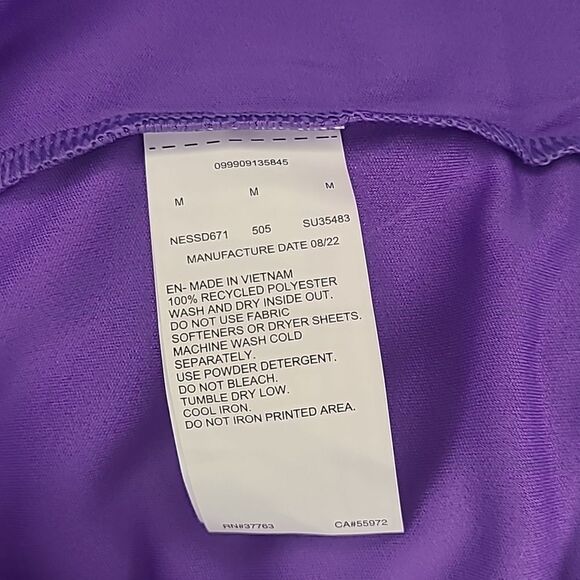 099909135845
M M M
NESSD671 505 SU35483
MANUFACTURE DATE 08/22
EN- MADE IN VIETNAM
100% RECYCLED POLYESTER
WASH AND DRY INSIDE OUT.
DO NOT USE FABRIC
SOFTENERS OR DRYER SHEETS.
MACHINE WASH COLD
SEPARATELY.
USE POWDER DETERGENT.
DO NOT BLEACH.
TUMBLE DRY LOW.
COOL IRON.
DO NOT IRON PRINTED AREA.
RN#37763 CA#55972